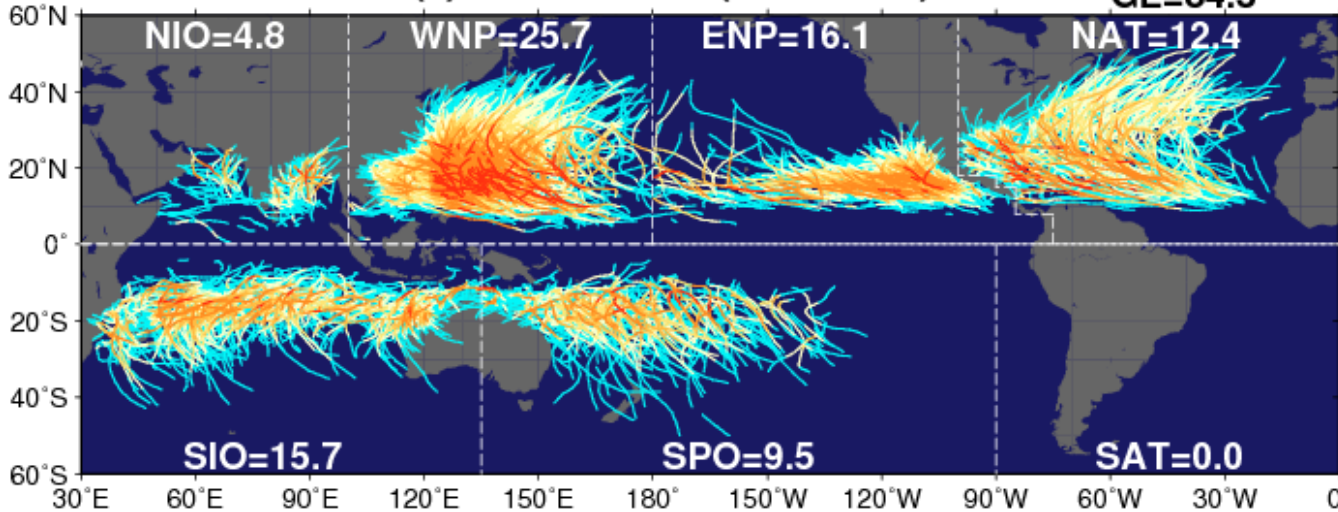 60°N
NIO=4.8 WNP=25.7 ENP=16.1 NAT=12.4
40°N
20°N
0°
20°S
40°S
SIO=15.7 SPO=9.5 SAT=0.0
60°S
30°E 60°E 90°E 120°E 150°E 180° 150°W 120°W 90°W 60°W 30°W 0